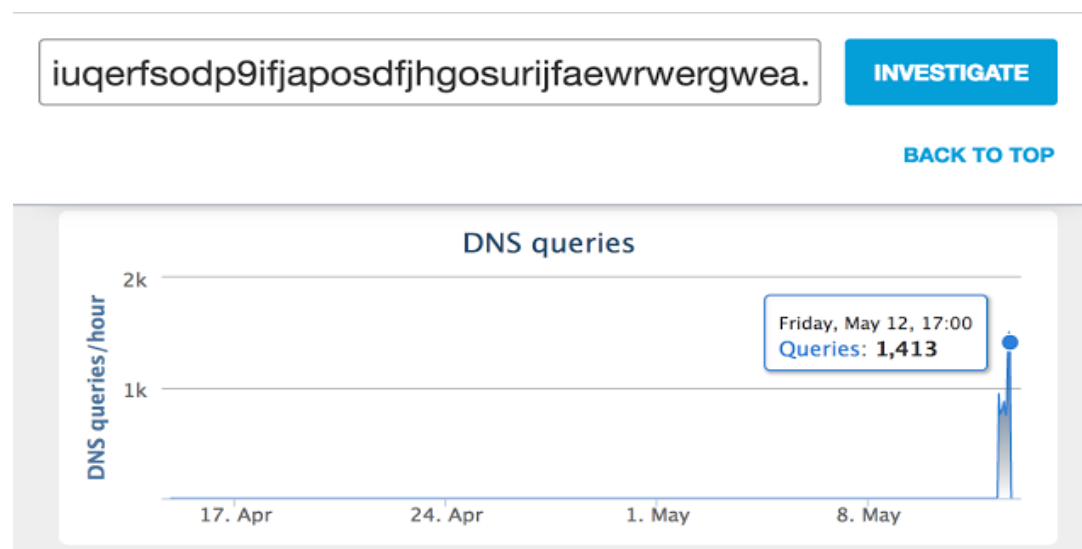 iuqerfsodp9ifjaposdfjhgosurijfaewrwergwea.
INVESTIGATE
BACK TO TOP
DNS queries
2k
Friday, May 12, 17:00
Queries: 1,413
1k
DNS queries/hour
17. Apr
24. Apr
1. May
8. May